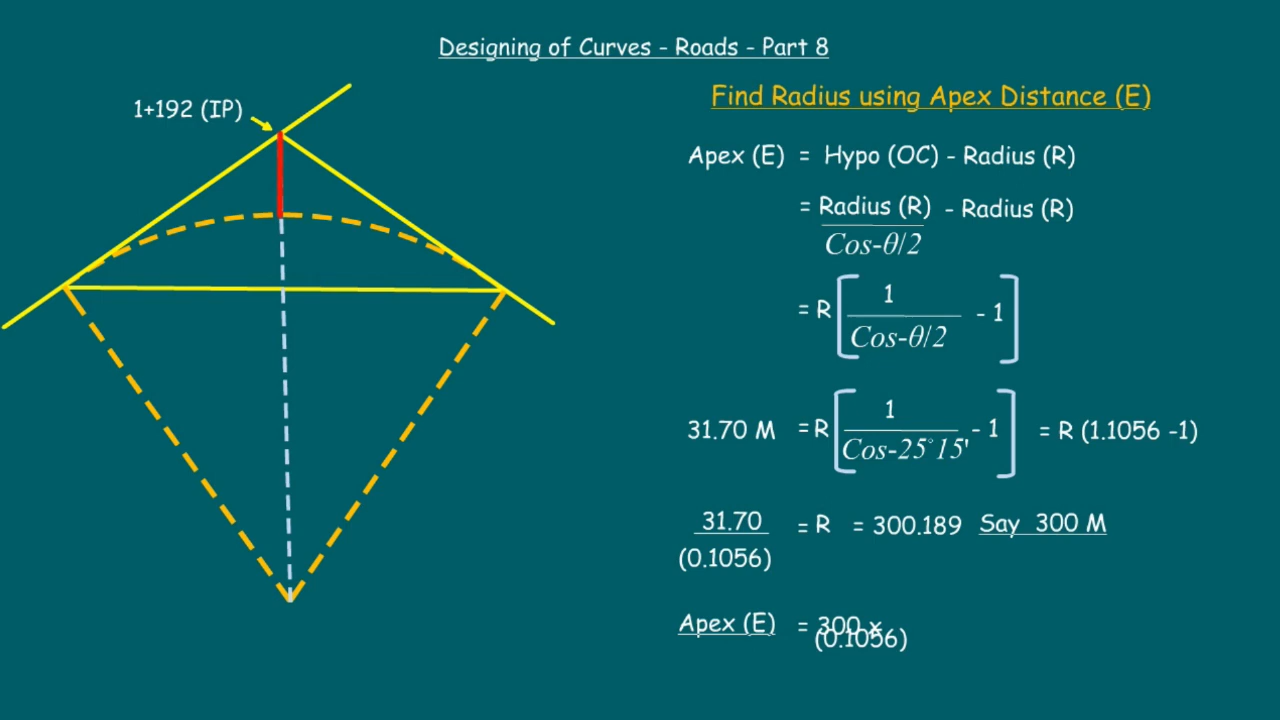 Designing of Curves - Roads - Part 8
1+192 (IP)
Find Radius using Apex Distance (E)
Apex (E) = Hypo (OC) - Radius (R)
= Radius (R) - Radius (R)
Cos-θ/2
= R [ 1 - 1 ]
Cos-θ/2
31.70 M = R [ 1 - 1 ] = R (1.1056 -1)
Cos-25°15'
31.70 = R = 300.189 Say 300 M
(0.1056)
Apex (E) = 300 x
(0.1056)